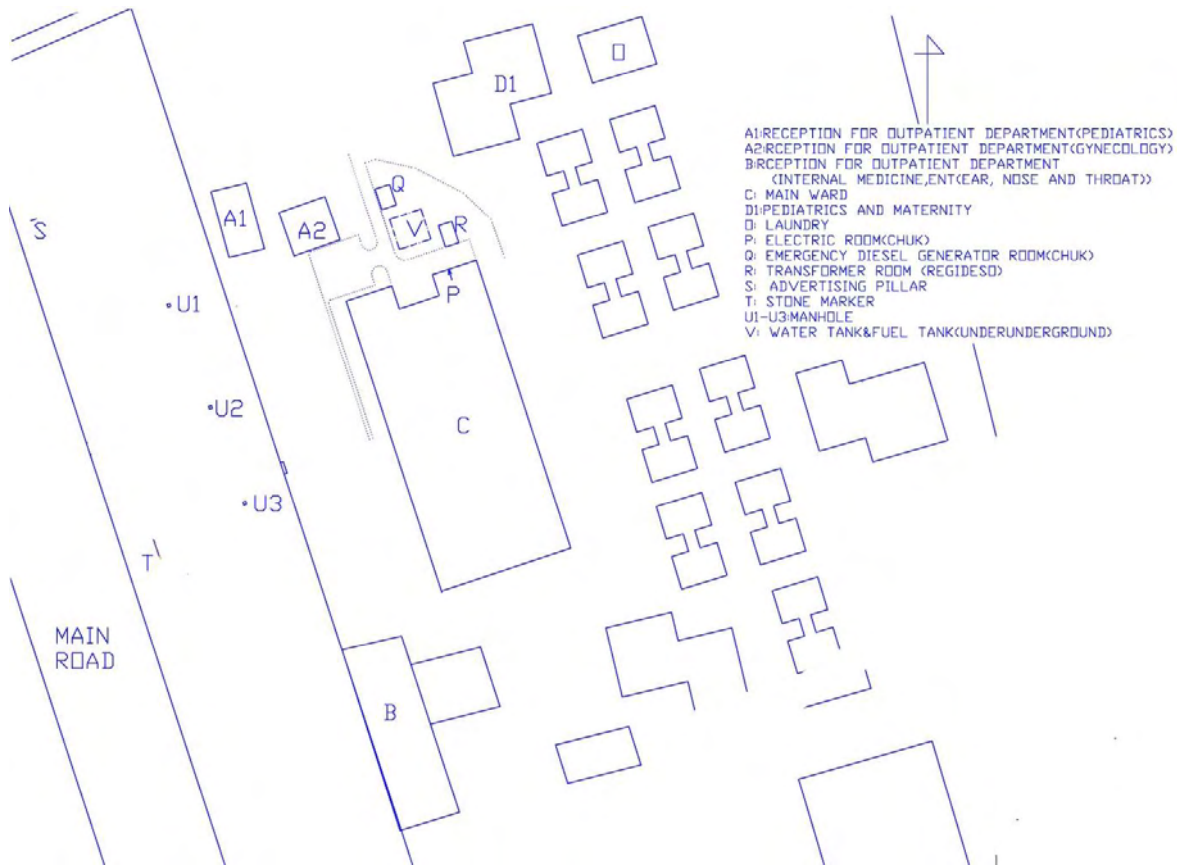 O
D1
Q
A1
A2
V
R
S
P
U1
U2
C
U3
T
MAIN
ROAD
B
A1:RECEPTION FOR OUTPATIENT DEPARTMENT(PEDIATRICS)
A2:RCEPTION FOR OUTPATIENT DEPARTMENT(GYNECOLOGY)
B:RCEPTION FOR OUTPATIENT DEPARTMENT
(INTERNAL MEDICINE,ENT(EAR, NOSE AND THROAT))
C: MAIN WARD
D1:PEDIATRICS AND MATERNITY
O: LAUNDRY
P: ELECTRIC ROOM(CHUK)
Q: EMERGENCY DIESEL GENERATOR ROOM(CHUK)
R: TRANSFORMER ROOM (REGIDESO)
S: ADVERTISING PILLAR
T: STONE MARKER
U1-U3:MANHOLE
V: WATER TANK&FUEL TANK(UNDERUNDERGROUND)